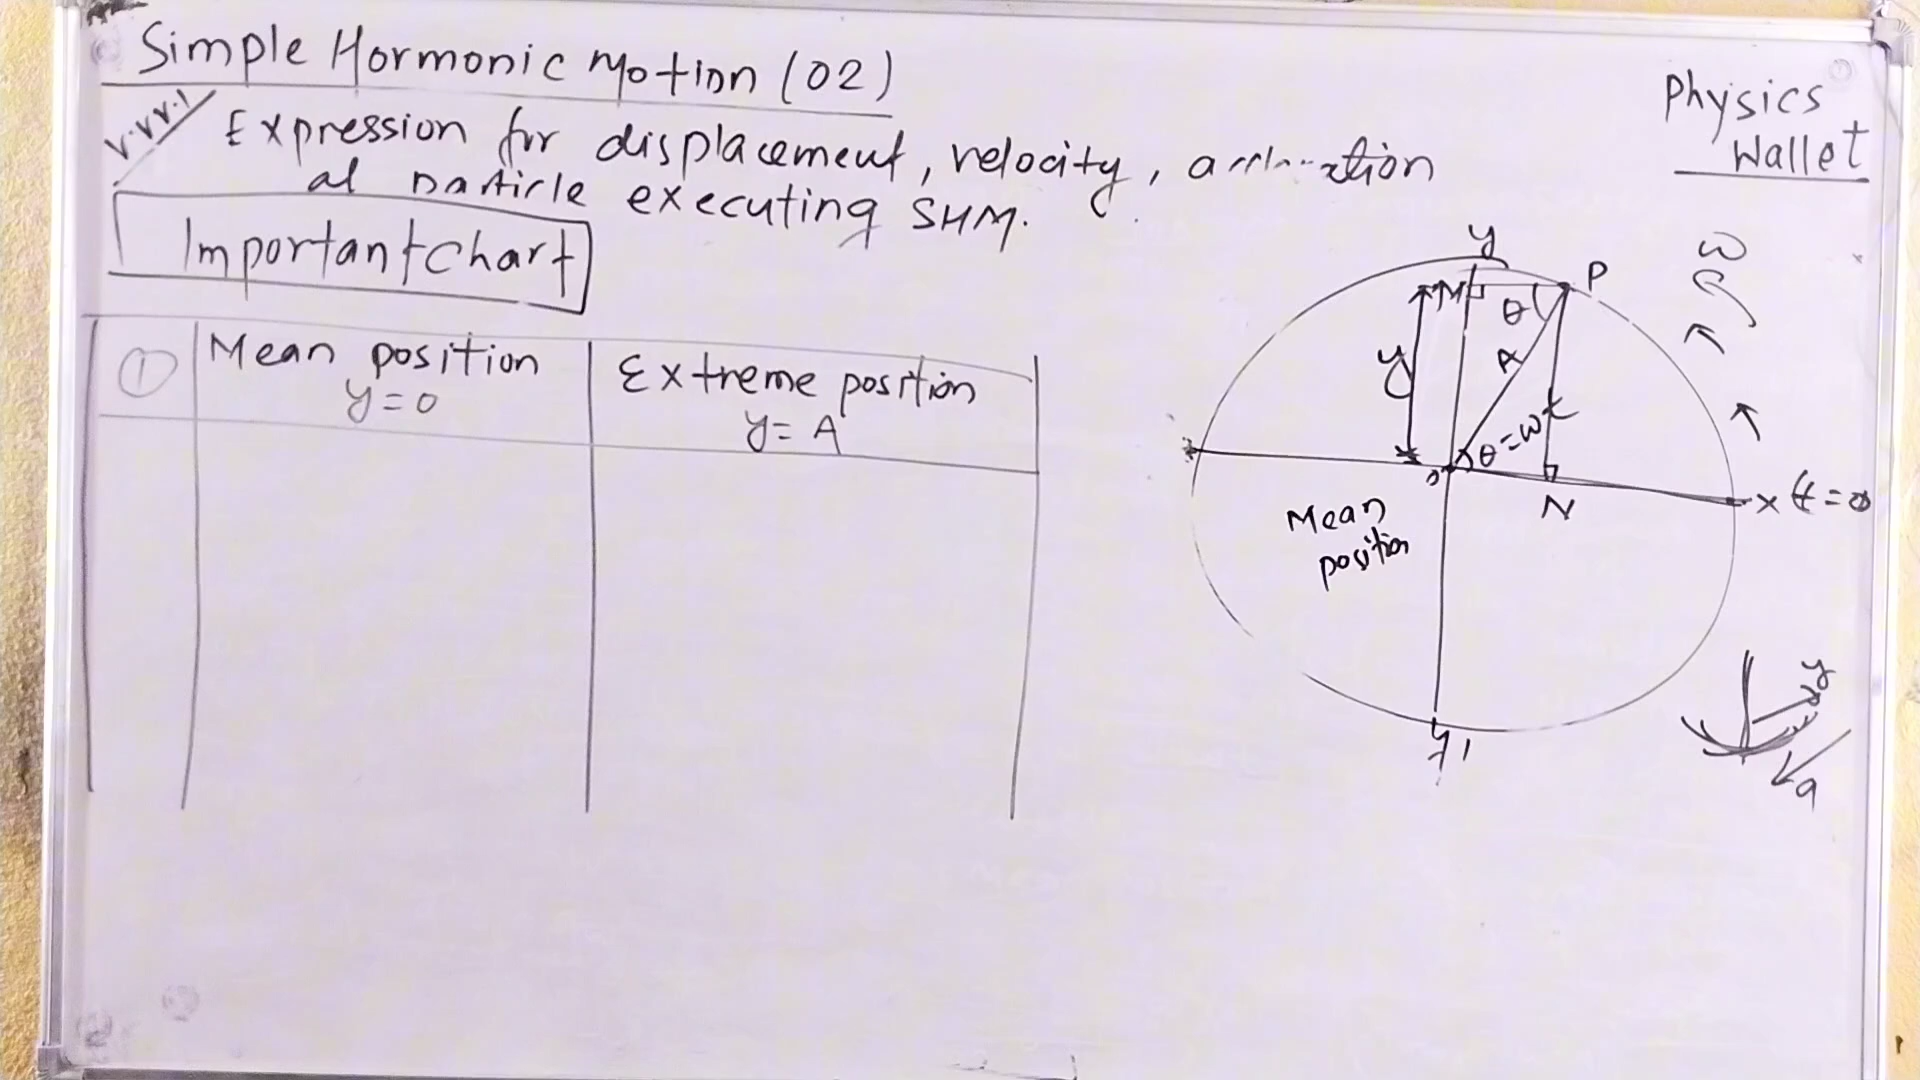 Simple Hormonic Motion (02)
Physics
Wallet
V.VV.I
Expression for displacement, velocity,
of particle executing SHM.
Important Chart
① Mean position
y=0
Extreme position
y= A
y
P
ω
M
θ
y
A
θ=ωt
O
N
X (t=0
Mean
position
y'
y
a